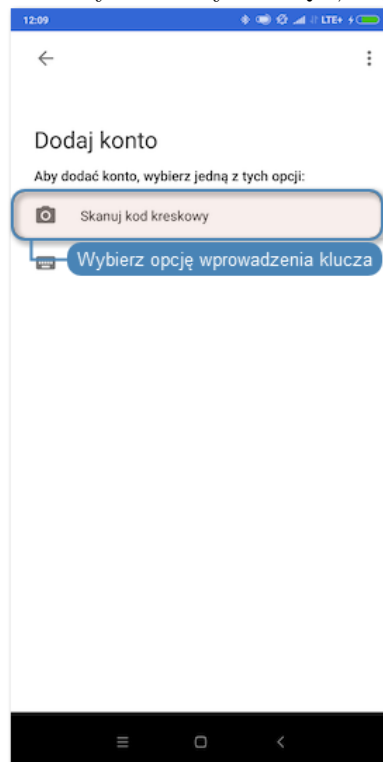 12:09
LTE+
Dodaj konto
Aby dodać konto, wybierz jedną z tych opcji:
Skanuj kod kreskowy
Wybierz opcję wprowadzenia klucza